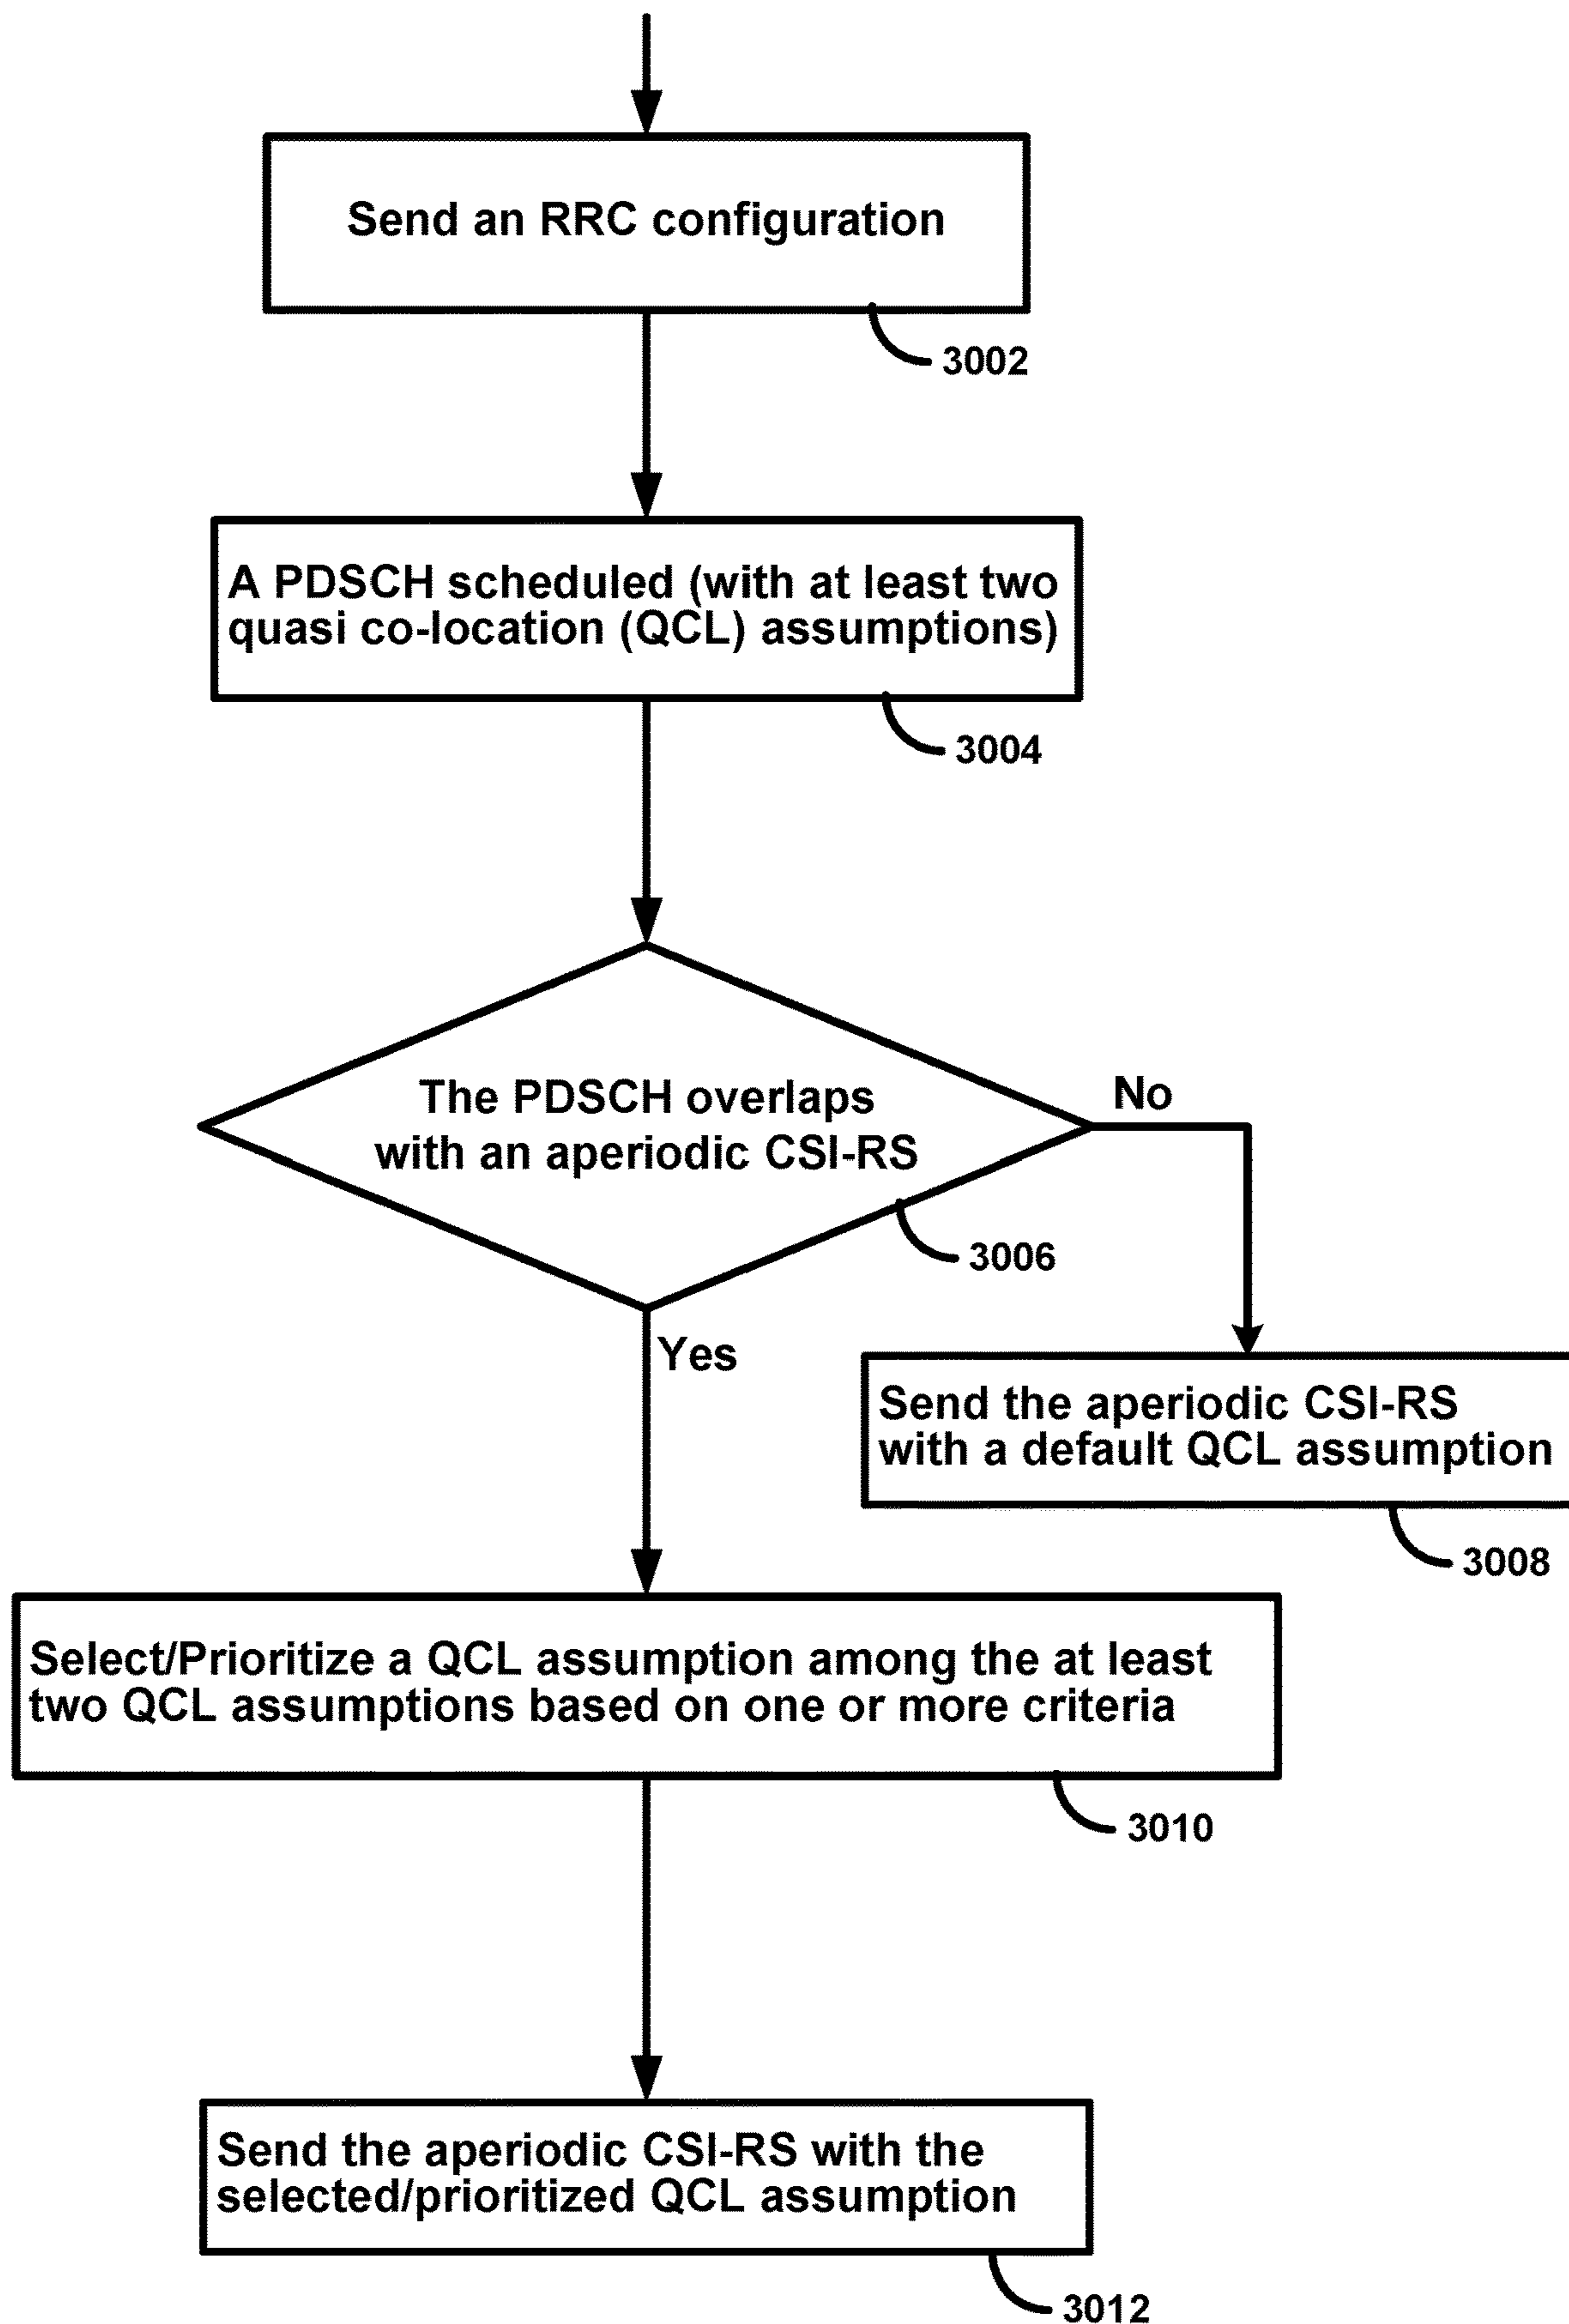 Send an RRC configuration
3002
A PDSCH scheduled (with at least two
quasi co-location (QCL) assumptions)
3004
The PDSCH overlaps
with an aperiodic CSI-RS
No
3006
Yes
Send the aperiodic CSI-RS
with a default QCL assumption
3008
Select/Prioritize a QCL assumption among the at least
two QCL assumptions based on one or more criteria
3010
Send the aperiodic CSI-RS with the
selected/prioritized QCL assumption
3012